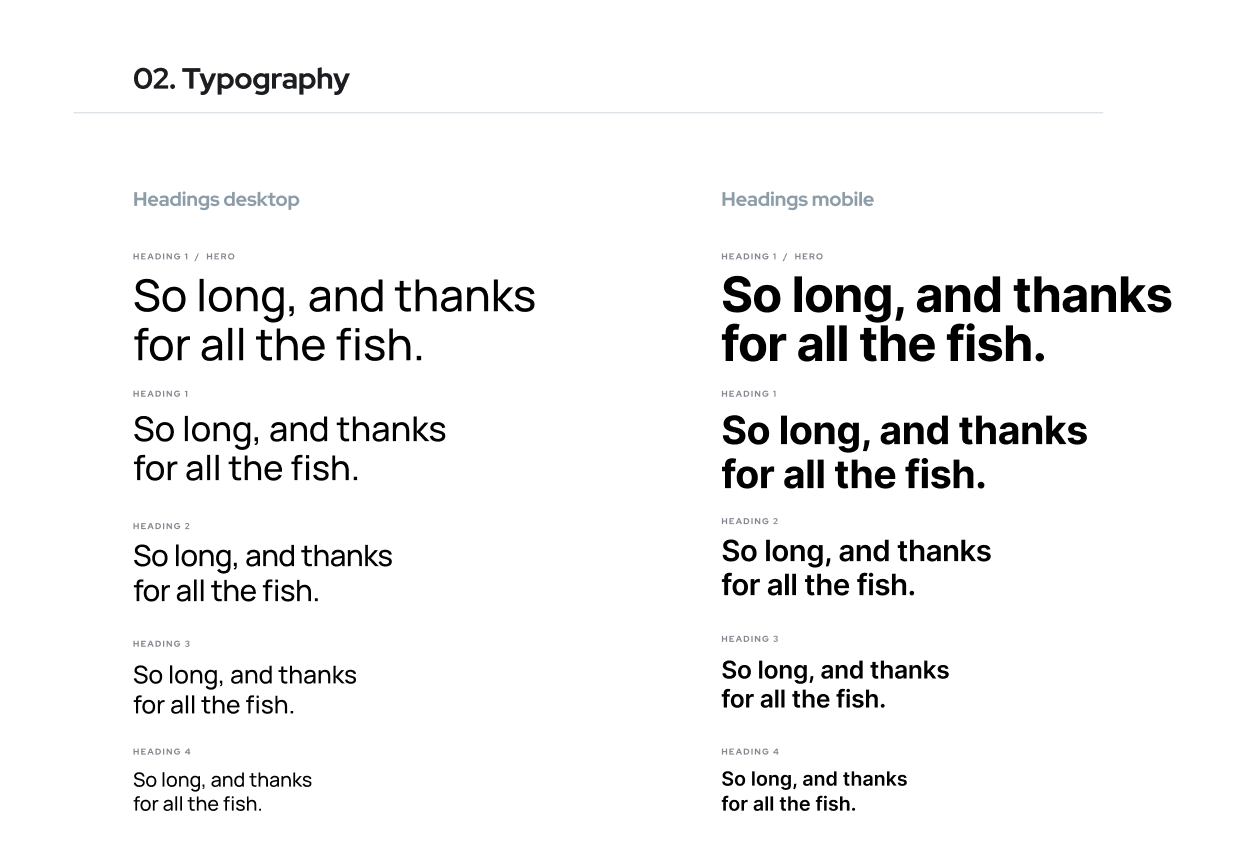 02. Typography
Headings desktop
HEADING 1 / HERO
So long, and thanks
for all the fish.
HEADING 1
So long, and thanks
for all the fish.
HEADING 2
So long, and thanks
for all the fish.
HEADING 3
So long, and thanks
for all the fish.
HEADING 4
So long, and thanks
for all the fish.
Headings mobile
HEADING 1 / HERO
So long, and thanks
for all the fish.
HEADING 1
So long, and thanks
for all the fish.
HEADING 2
So long, and thanks
for all the fish.
HEADING 3
So long, and thanks
for all the fish.
HEADING 4
So long, and thanks
for all the fish.